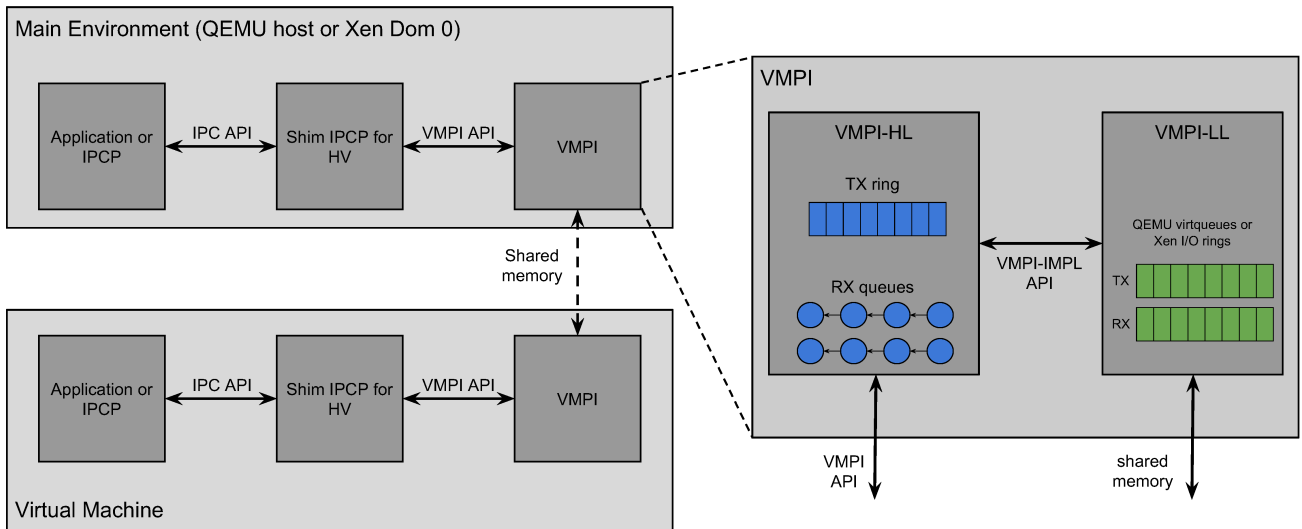 Main Environment (QEMU host or Xen Dom 0)
Application or
IPCP
IPC API
Shim IPCP for
HV
VMPI API
VMPI
Shared
memory
Application or
IPCP
IPC API
Shim IPCP for
HV
VMPI API
VMPI
Virtual Machine
VMPI
VMPI-HL
TX ring
RX queues
VMPI-IMPL
API
VMPI-LL
QEMU virtqueues or
Xen I/O rings
TX
RX
VMPI
API
shared
memory